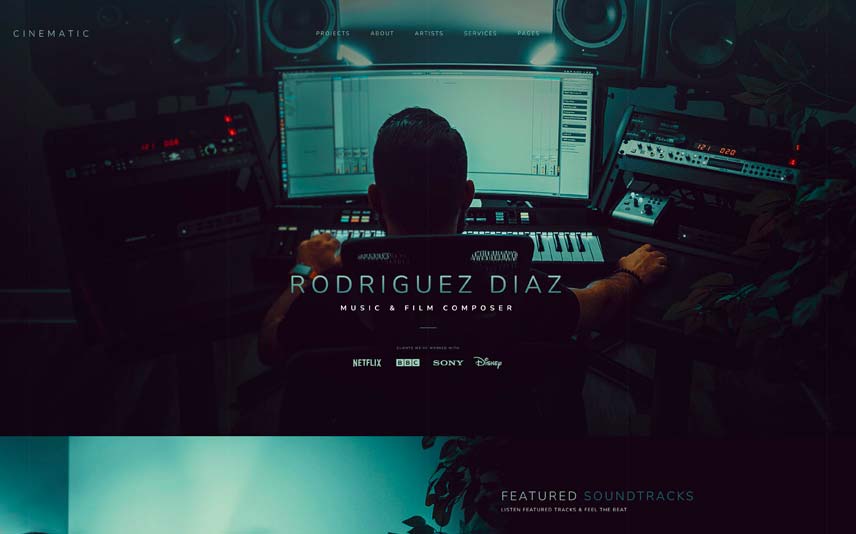 CINEMATIC
PROJECTS ABOUT ARTISTS SERVICES PAGES
RODRIGUEZ DIAZ
MUSIC & FILM COMPOSER
CLIENTS WE'VE WORKED WITH
NETFLIX BBC SONY Disney
FEATURED SOUNDTRACKS
LISTEN FEATURED TRACKS & FEEL THE BEAT